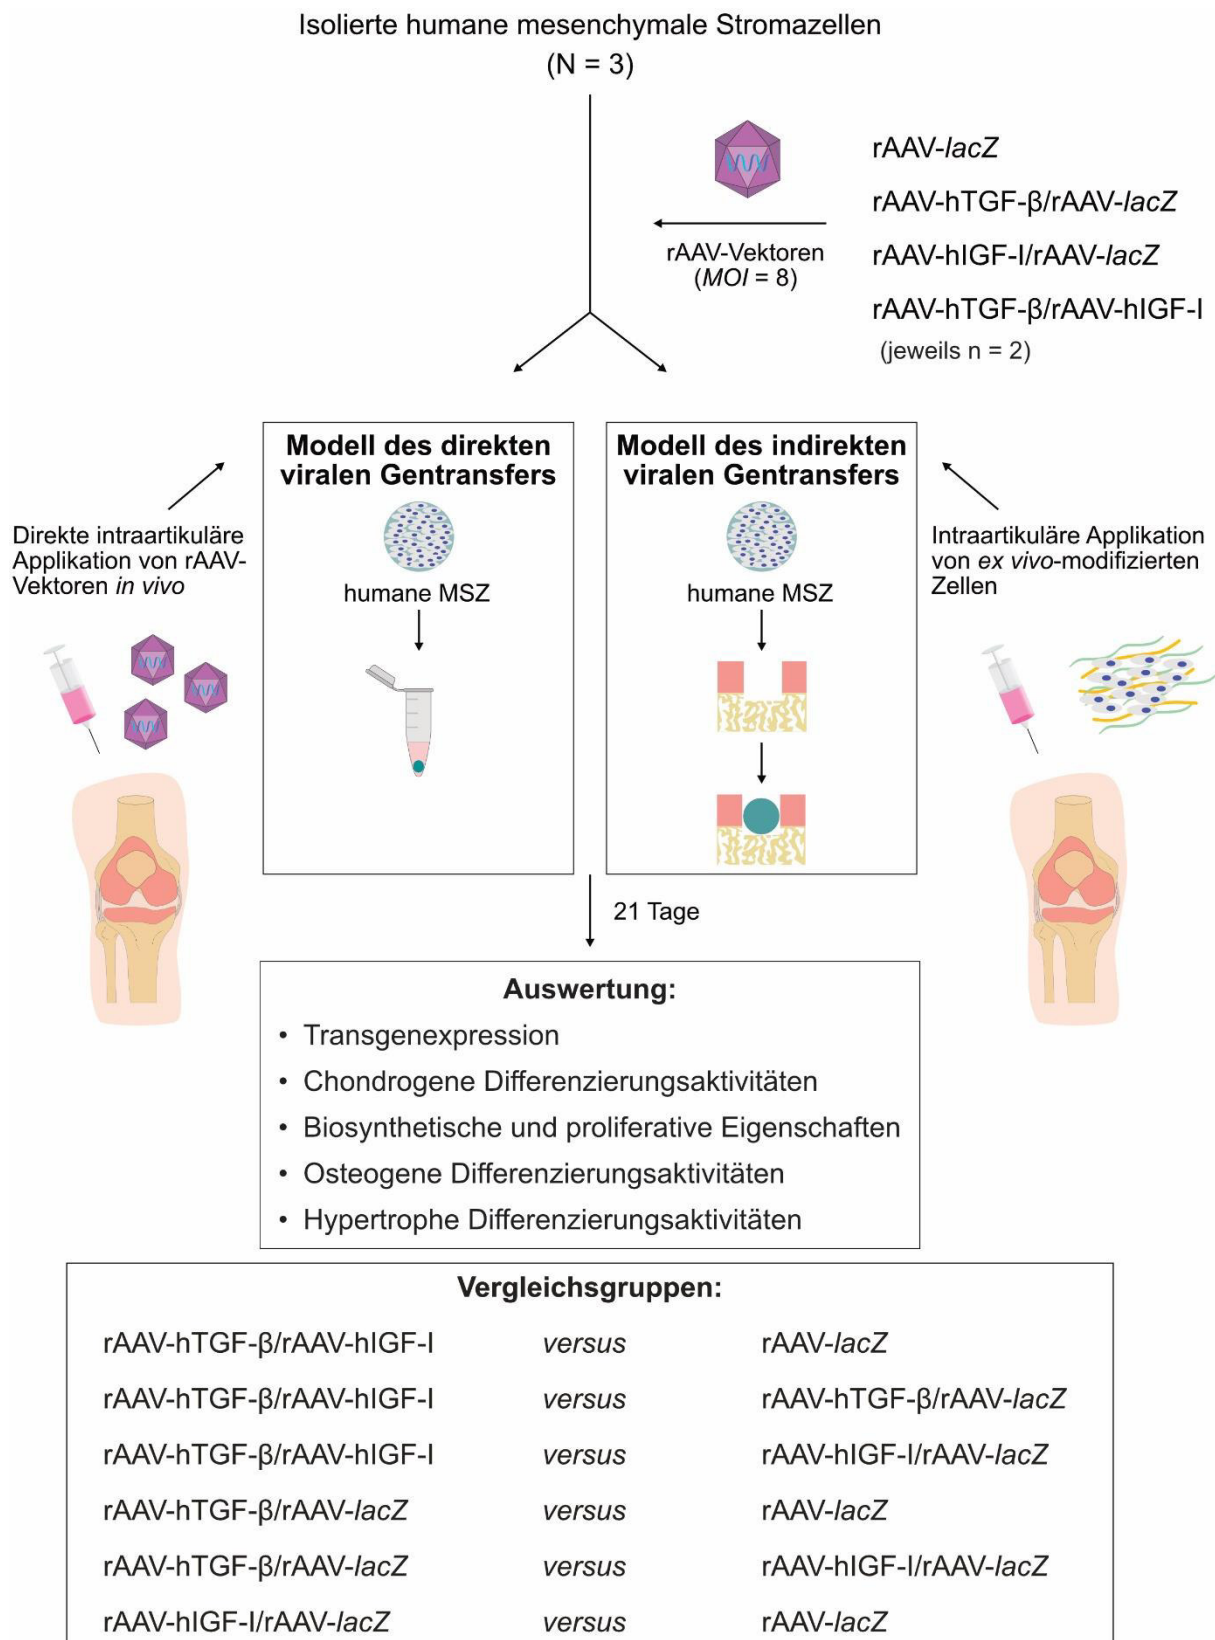 Isolierte humane mesenchymale Stromazellen
(N = 3)
rAAV-lacZ
rAAV-hTGF-β/rAAV-lacZ
rAAV-hIGF-I/rAAV-lacZ
rAAV-hTGF-β/rAAV-hIGF-I
(jeweils n = 2)
rAAV-Vektoren
(MOI = 8)
Modell des direkten
viralen Gentransfers
humane MSZ
Modell des indirekten
viralen Gentransfers
humane MSZ
Direkte intraartikuläre
Applikation von rAAV-
Vektoren in vivo
Intraartikuläre Applikation
von ex vivo-modifizierten
Zellen
21 Tage
Auswertung:
• Transgenexpression
• Chondrogene Differenzierungsaktivitäten
• Biosynthetische und proliferative Eigenschaften
• Osteogene Differenzierungsaktivitäten
• Hypertrophe Differenzierungsaktivitäten
Vergleichsgruppen:
rAAV-hTGF-β/rAAV-hIGF-I versus rAAV-lacZ
rAAV-hTGF-β/rAAV-hIGF-I versus rAAV-hTGF-β/rAAV-lacZ
rAAV-hTGF-β/rAAV-hIGF-I versus rAAV-hIGF-I/rAAV-lacZ
rAAV-hTGF-β/rAAV-lacZ versus rAAV-lacZ
rAAV-hTGF-β/rAAV-lacZ versus rAAV-hIGF-I/rAAV-lacZ
rAAV-hIGF-I/rAAV-lacZ versus rAAV-lacZ